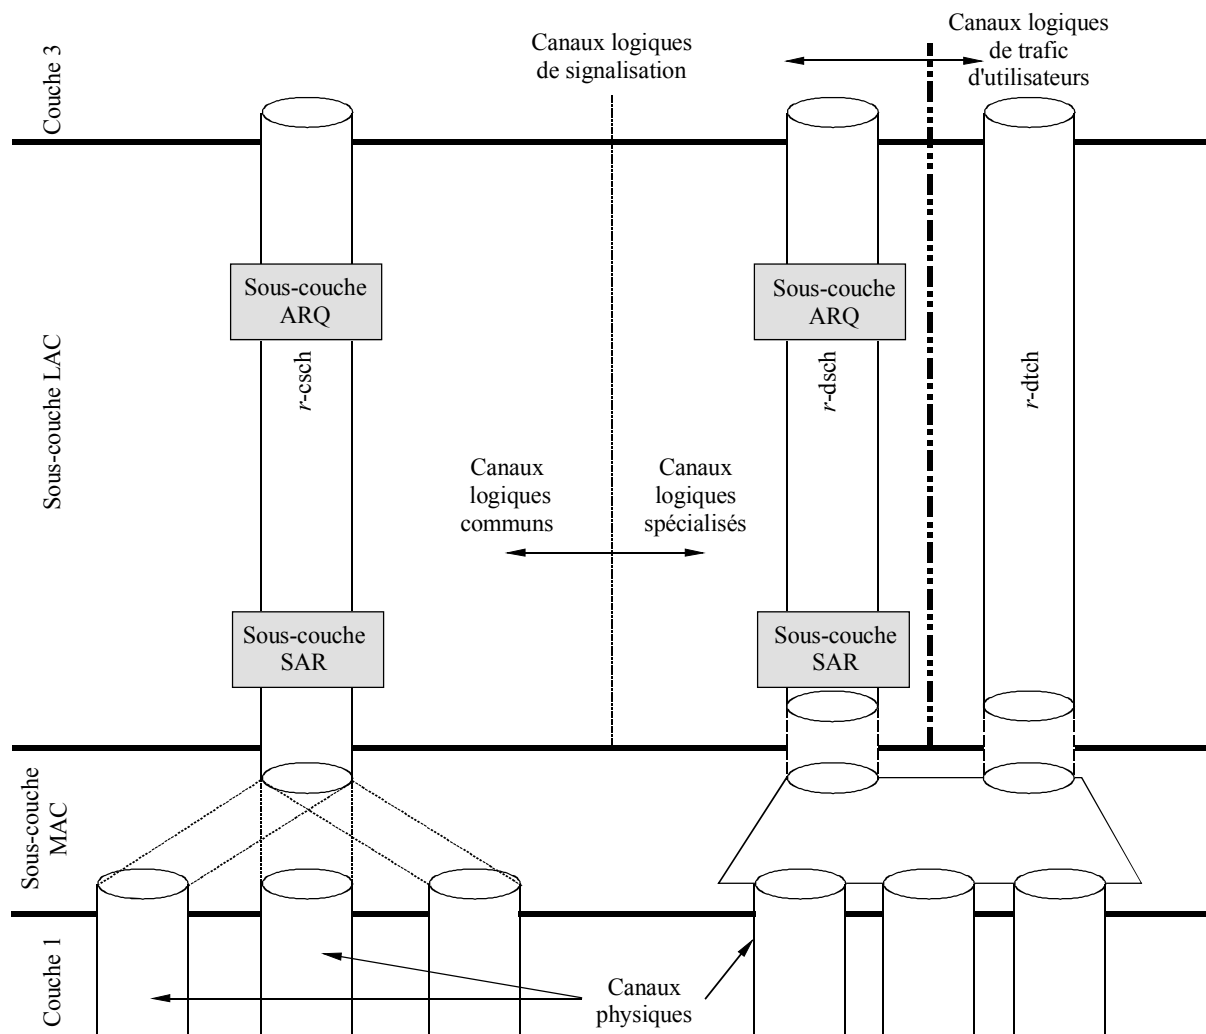 Couche 3
Canaux logiques
de signalisation
Canaux logiques
de trafic
d'utilisateurs
Sous-couche LAC
Sous-couche
ARQ
r-csch
Sous-couche
ARQ
r-dsch
r-dtch
Canaux
logiques
communs
Canaux
logiques
spécialisés
Sous-couche
SAR
Sous-couche
SAR
Sous-couche
MAC
Couche 1
Canaux
physiques